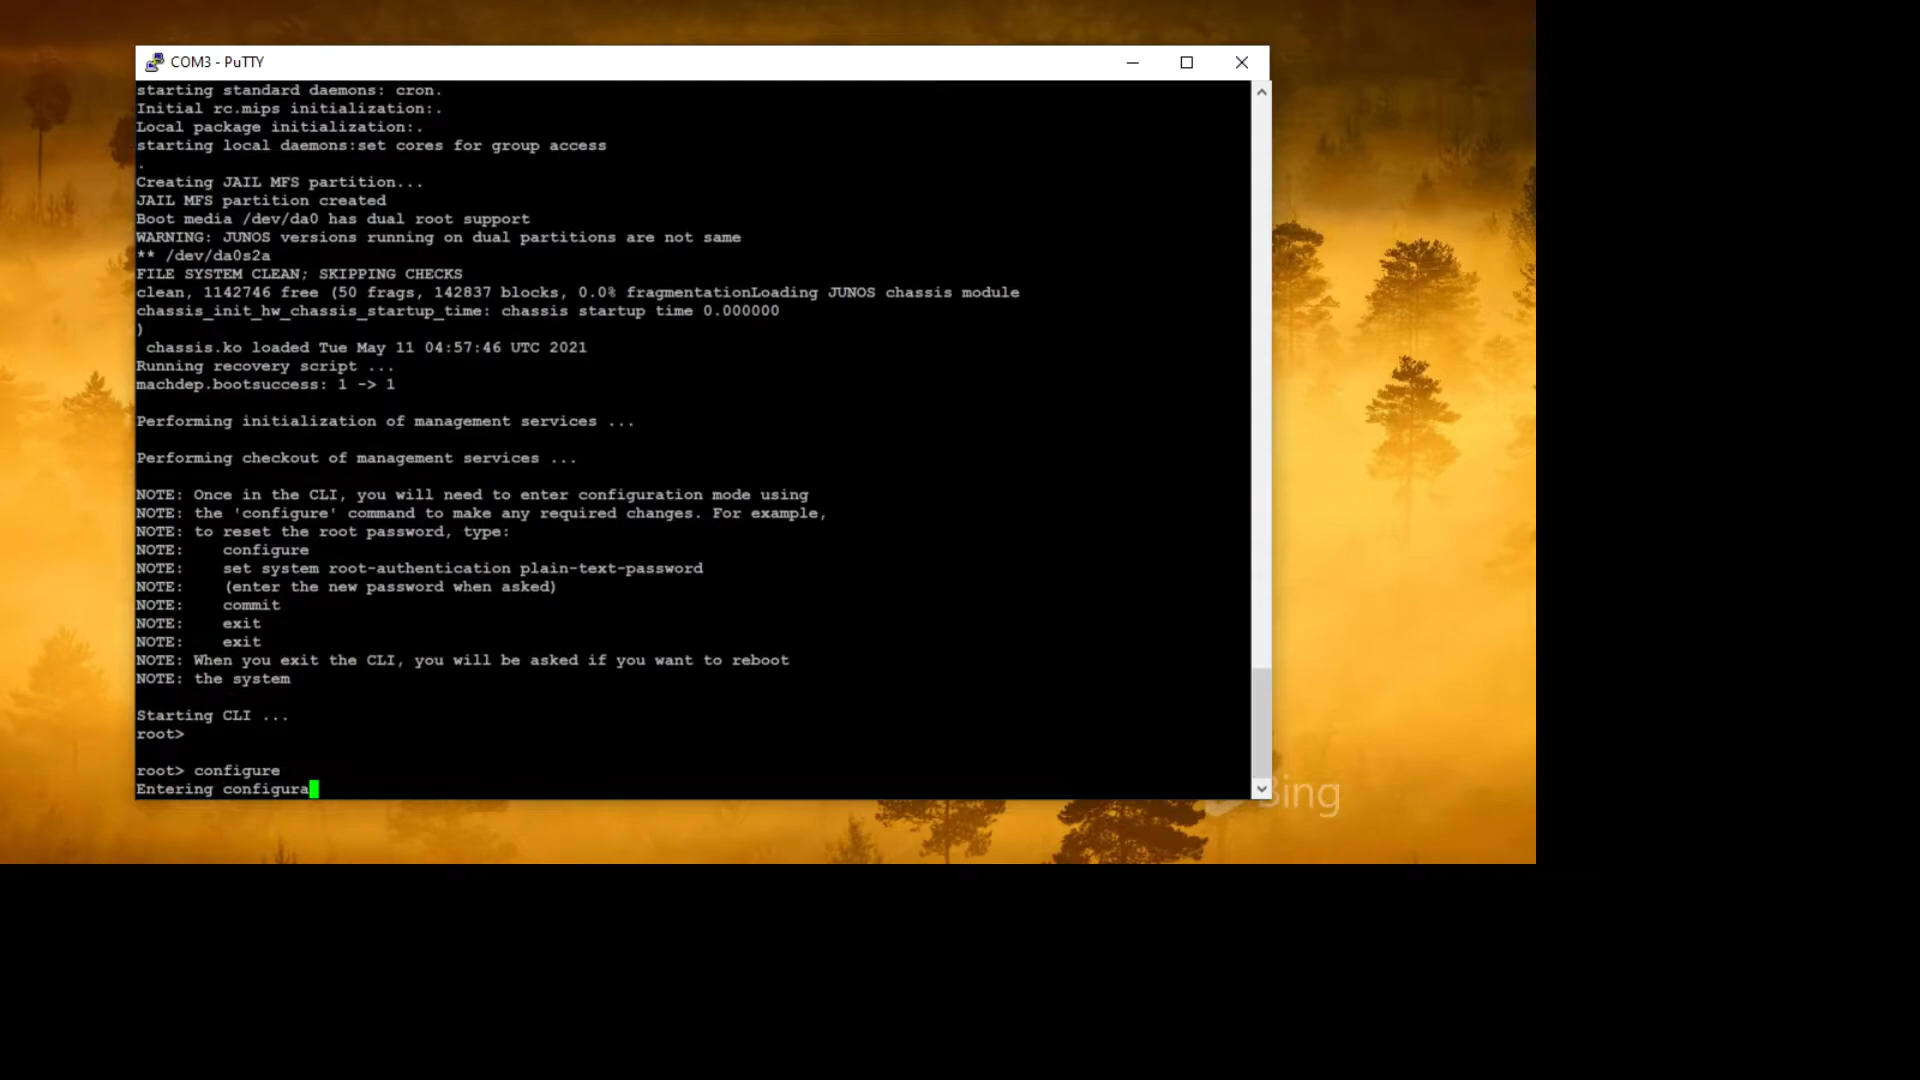 COM3 - PuTTY
starting standard daemons: cron.
Initial rc.mips initialization:.
Local package initialization:.
starting local daemons:set cores for group access
.
Creating JAIL MFS partition...
JAIL MFS partition created
Boot media /dev/da0 has dual root support
WARNING: JUNOS versions running on dual partitions are not same
** /dev/da0s2a
FILE SYSTEM CLEAN; SKIPPING CHECKS
clean, 1142746 free (50 frags, 142837 blocks, 0.0% fragmentationLoading JUNOS chassis module
chassis_init_hw_chassis_startup_time: chassis startup time 0.000000
)
chassis.ko loaded Tue May 11 04:57:46 UTC 2021
Running recovery script ...
machdep.bootsuccess: 1 -> 1
Performing initialization of management services ...
Performing checkout of management services ...
NOTE: Once in the CLI, you will need to enter configuration mode using
NOTE: the 'configure' command to make any required changes. For example,
NOTE: to reset the root password, type:
NOTE:    configure
NOTE:    set system root-authentication plain-text-password
NOTE:    (enter the new password when asked)
NOTE:    commit
NOTE:    exit
NOTE:    exit
NOTE: When you exit the CLI, you will be asked if you want to reboot
NOTE: the system
Starting CLI ...
root>
root> configure
Entering configura
Bing